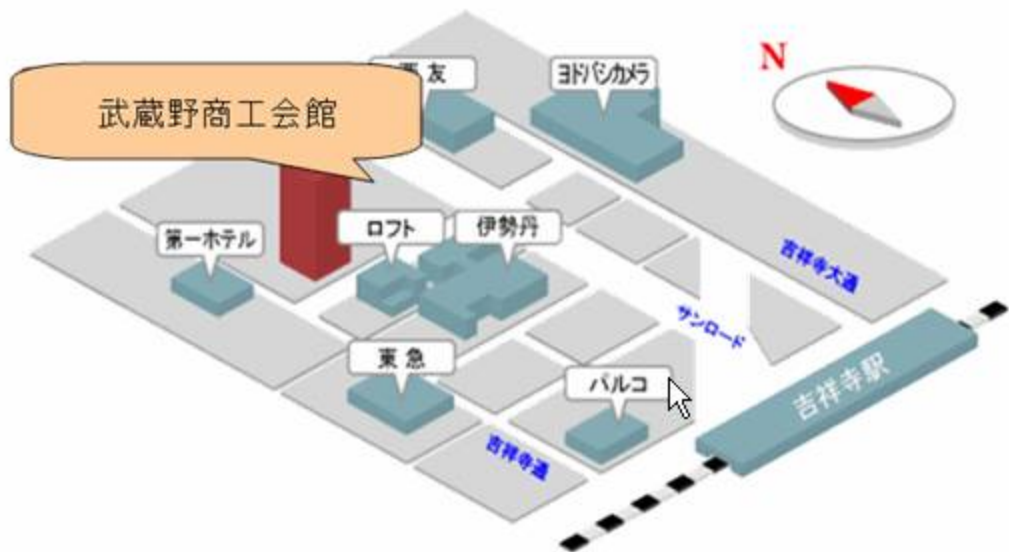 N
友
ヨドバシカメラ
武蔵野商工会館
第一ホテル
ロフト
伊勢丹
吉祥寺大通
サンロード
東急
パルコ
吉祥寺駅
吉祥寺通